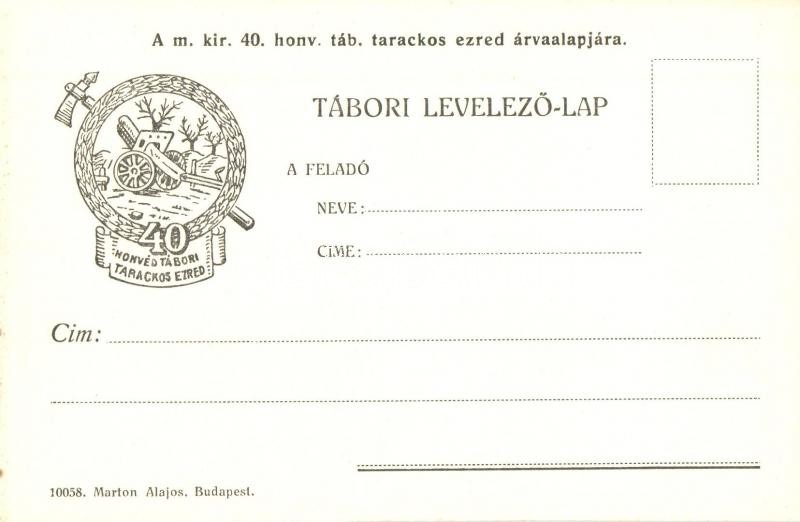 A m. kir. 40. honv. táb. tarackos ezred árvaalapjára.
TÁBORI LEVELEZŐ-LAP
A FELADÓ
NEVE:
CÍME:
40
HONVÉD TÁBORI
TARACKOS EZRED
Cim:
10058. Marton Alajos, Budapest.